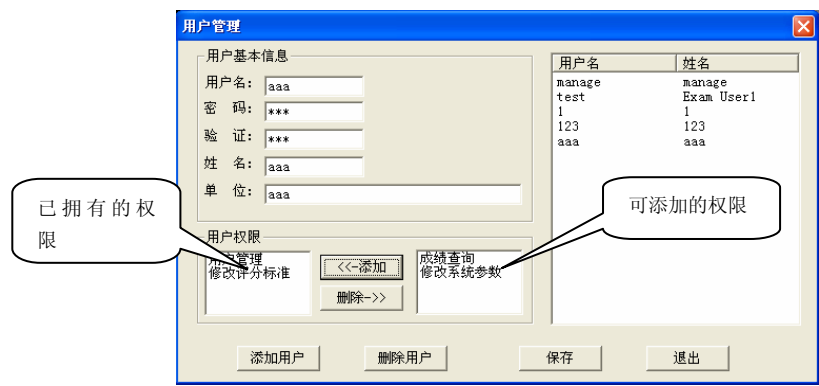 用户管理
用户基本信息
用户名: aaa
密 码: ***
验 证: ***
姓 名: aaa
单 位: aaa
用户名 姓名
manage manage
test Exam User1
1 1
123 123
aaa aaa
已拥有的权
限
可添加的权限
用户权限
用户管理
修改评分标准
<<-添加
删除->>
成绩查询
修改系统参数
添加用户 删除用户 保存 退出